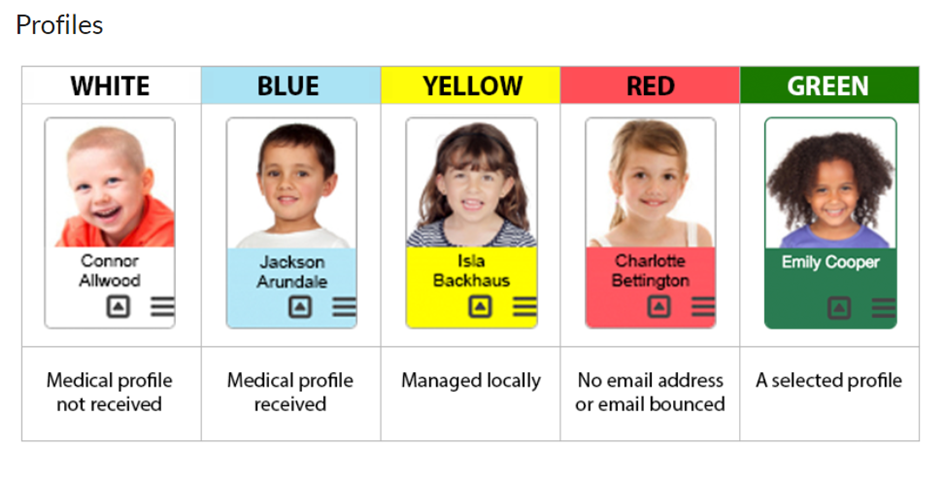 Profiles
WHITE
BLUE
YELLOW
RED
GREEN
Connor
Allwood
Jackson
Arundale
Isla
Backhaus
Charlotte
Bettington
Emily Cooper
Medical profile
not received
Medical profile
received
Managed locally
No email address
or email bounced
A selected profile